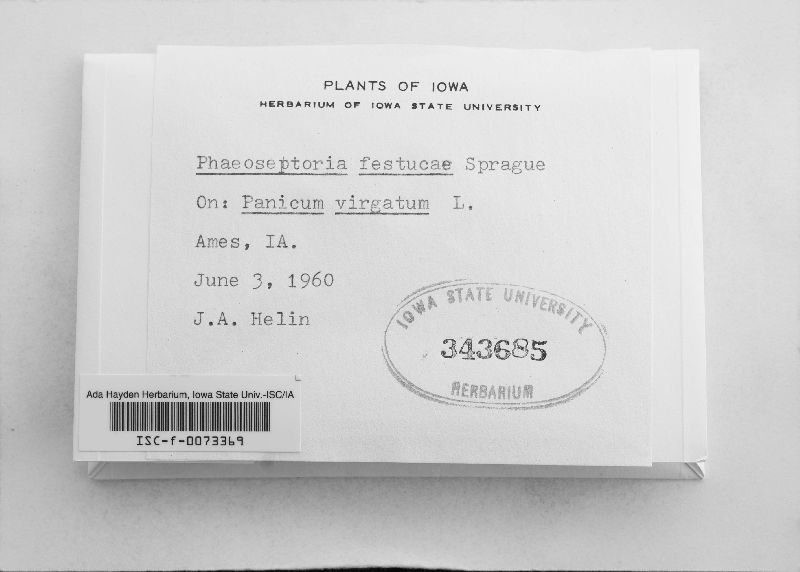 PLANTS OF IOWA
HERBARIUM OF IOWA STATE UNIVERSITY
Phaeoseptoria festucae Sprague
On: Panicum virgatum L.
Ames, IA.
June 3, 1960
J.A. Helin
IOWA STATE UNIVERSITY
343685
HERBARIUM
Ada Hayden Herbarium, Iowa State Univ.-ISC/IA
ISC-f-0073369